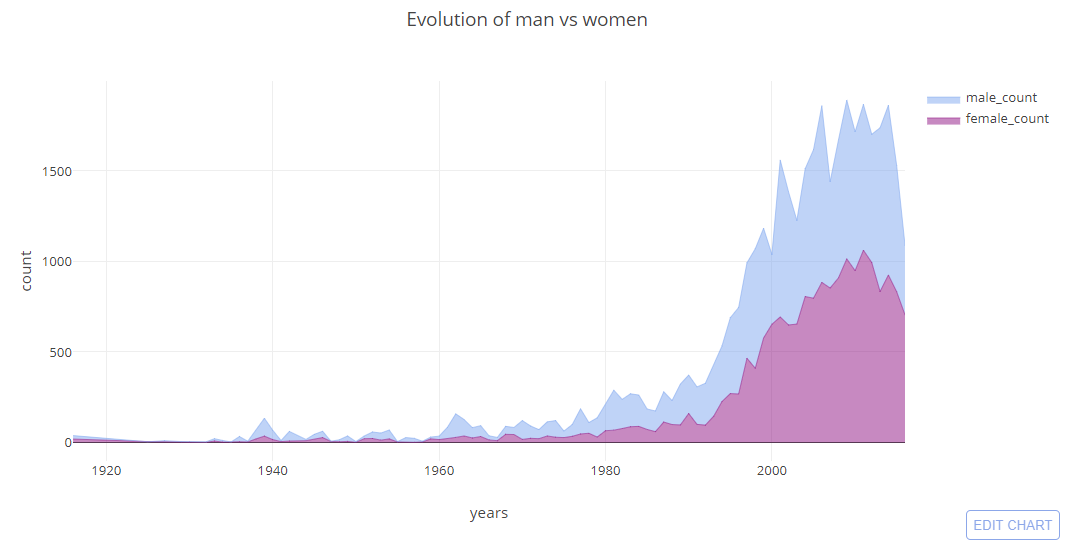 Evolution of man vs women
male_count
female_count
1500
1000
500
0
count
1920 1940 1960 1980 2000
years
EDIT CHART